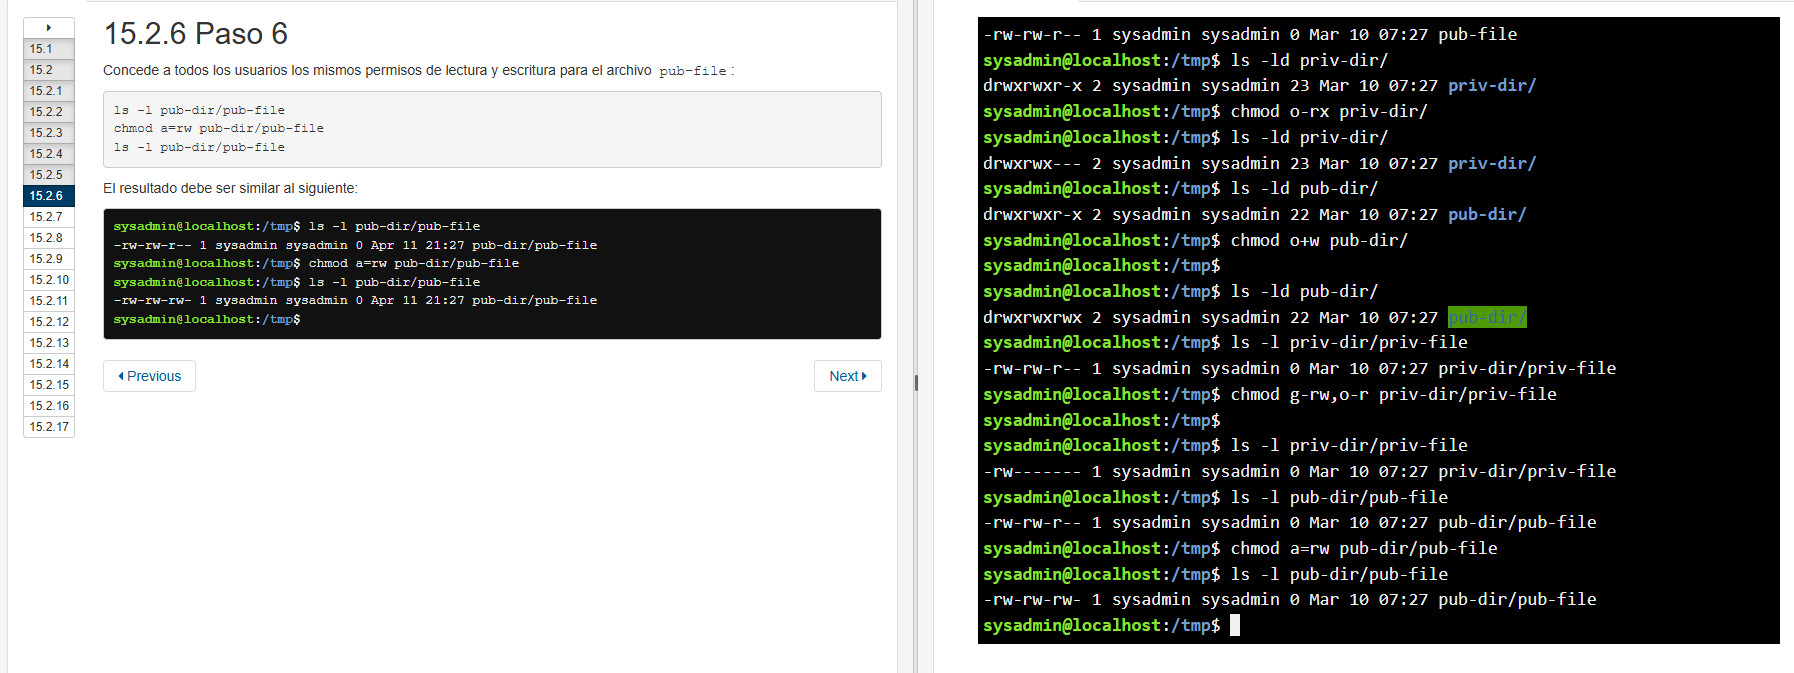 15.1
15.2
15.2.1
15.2.2
15.2.3
15.2.4
15.2.5
15.2.6
15.2.7
15.2.8
15.2.9
15.2.10
15.2.11
15.2.12
15.2.13
15.2.14
15.2.15
15.2.16
15.2.17
15.2.6 Paso 6
Concede a todos los usuarios los mismos permisos de lectura y escritura para el archivo pub-file:
ls -l pub-dir/pub-file
chmod a=rw pub-dir/pub-file
ls -l pub-dir/pub-file
El resultado debe ser similar al siguiente:
sysadmin@localhost:/tmp$ ls -l pub-dir/pub-file
-rw-rw-r-- 1 sysadmin sysadmin 0 Apr 11 21:27 pub-dir/pub-file
sysadmin@localhost:/tmp$ chmod a=rw pub-dir/pub-file
sysadmin@localhost:/tmp$ ls -l pub-dir/pub-file
-rw-rw-rw- 1 sysadmin sysadmin 0 Apr 11 21:27 pub-dir/pub-file
sysadmin@localhost:/tmp$
Previous
Next
-rw-rw-r-- 1 sysadmin sysadmin 0 Mar 10 07:27 pub-file
sysadmin@localhost:/tmp$ ls -ld priv-dir/
drwxrwxr-x 2 sysadmin sysadmin 23 Mar 10 07:27 priv-dir/
sysadmin@localhost:/tmp$ chmod o-rx priv-dir/
sysadmin@localhost:/tmp$ ls -ld priv-dir/
drwxrwx--- 2 sysadmin sysadmin 23 Mar 10 07:27 priv-dir/
sysadmin@localhost:/tmp$ ls -ld pub-dir/
drwxrwxr-x 2 sysadmin sysadmin 22 Mar 10 07:27 pub-dir/
sysadmin@localhost:/tmp$ chmod o+w pub-dir/
sysadmin@localhost:/tmp$
sysadmin@localhost:/tmp$ ls -ld pub-dir/
drwxrwxrwx 2 sysadmin sysadmin 22 Mar 10 07:27 pub-dir/
sysadmin@localhost:/tmp$ ls -l priv-dir/priv-file
-rw-rw-r-- 1 sysadmin sysadmin 0 Mar 10 07:27 priv-dir/priv-file
sysadmin@localhost:/tmp$ chmod g-rw,o-r priv-dir/priv-file
sysadmin@localhost:/tmp$
sysadmin@localhost:/tmp$ ls -l priv-dir/priv-file
-rw------- 1 sysadmin sysadmin 0 Mar 10 07:27 priv-dir/priv-file
sysadmin@localhost:/tmp$ ls -l pub-dir/pub-file
-rw-rw-r-- 1 sysadmin sysadmin 0 Mar 10 07:27 pub-dir/pub-file
sysadmin@localhost:/tmp$ chmod a=rw pub-dir/pub-file
sysadmin@localhost:/tmp$ ls -l pub-dir/pub-file
-rw-rw-rw- 1 sysadmin sysadmin 0 Mar 10 07:27 pub-dir/pub-file
sysadmin@localhost:/tmp$